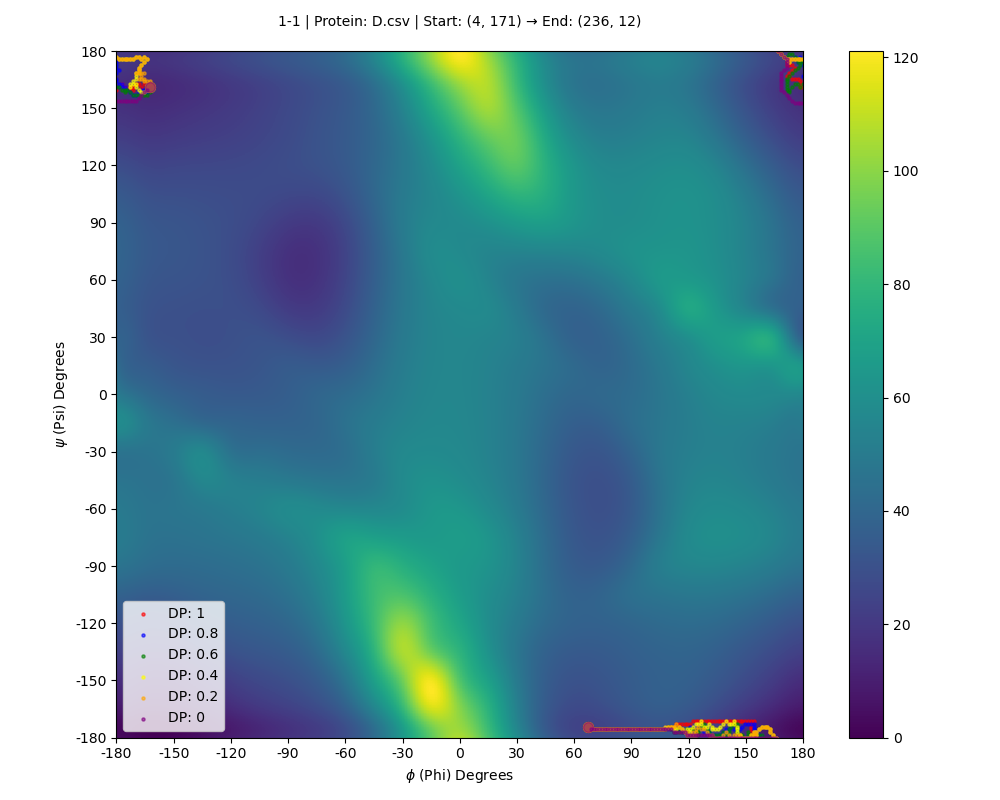 1-1 | Protein: D.csv | Start: (4, 171) → End: (236, 12)
180
150
120
90
60
30
0
-30
-60
-90
-120
-150
-180
ψ (Psi) Degrees
DP: 1
DP: 0.8
DP: 0.6
DP: 0.4
DP: 0.2
DP: 0
-180 -150 -120 -90 -60 -30 0 30 60 90 120 150 180
ϕ (Phi) Degrees
120
100
80
60
40
20
0